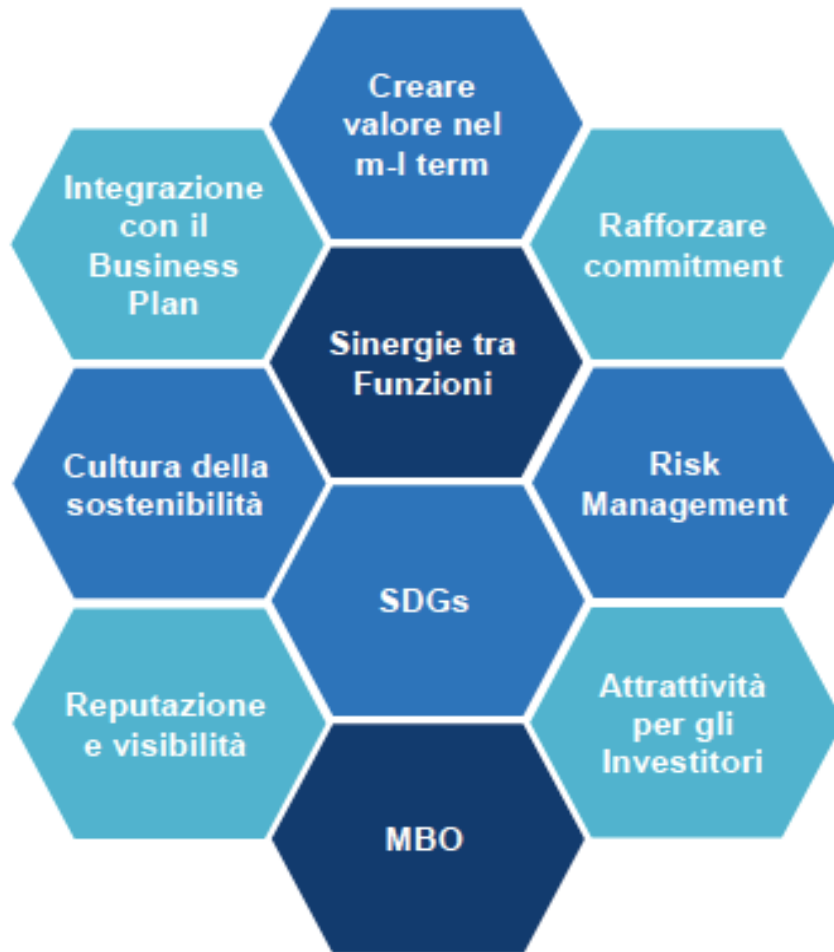 Creare
valore nel
m-l term
Integrazione
con il
Business
Plan
Rafforzare
commitment
Sinergie tra
Funzioni
Cultura della
sostenibilità
Risk
Management
SDGs
Reputazione
e visibilità
Attrattività
per gli
Investitori
MBO